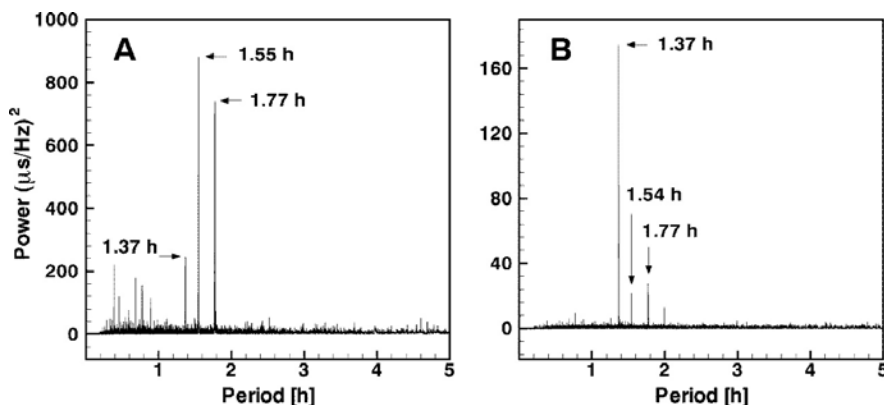 A
1.55 h
1.77 h
1.37 h
Power (μs/Hz)²
1000
800
600
400
200
0
1 2 3 4 5
Period [h]
B
1.37 h
1.54 h
1.77 h
160
120
80
40
0
1 2 3 4 5
Period [h]